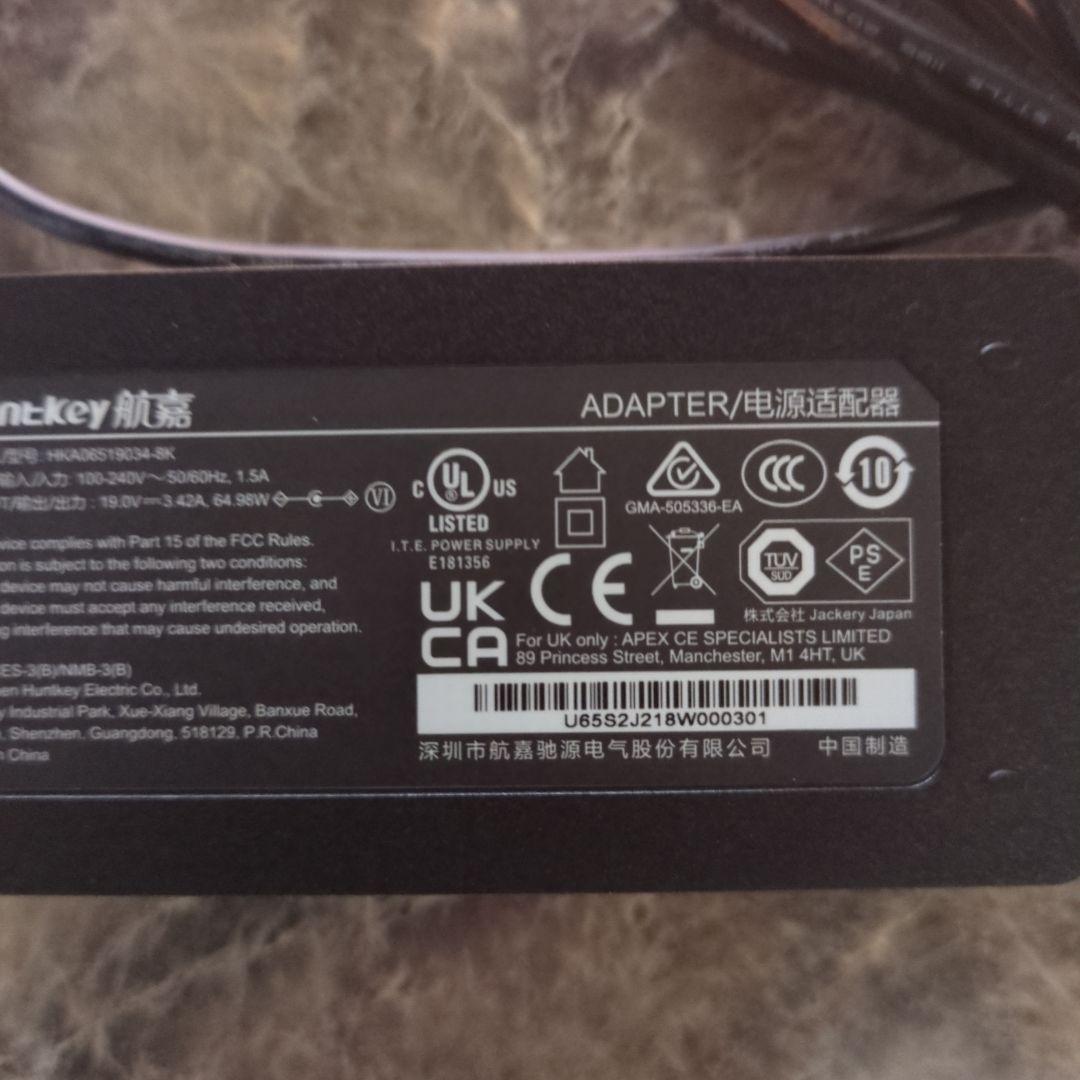 ntkey航嘉
ADAPTER/电源适配器
/型号: HKA06519034-8K
输入/入力: 100-240V～50/60Hz, 1.5A
T/输出/出力 : 19.0V⎓3.42A, 64.98W
VI
vice complies with Part 15 of the FCC Rules.
on is subject to the following two conditions:
device may not cause harmful interference, and
device must accept any interference received,
g interference that may cause undesired operation.
ES-3(B)/NMB-3(B)
en Huntkey Electric Co., Ltd.
y Industrial Park, Xue-Xiang Village, Banxue Road,
, Shenzhen, Guangdong, 518129, P.R.China
n China
C UL US
LISTED
I.T.E. POWER SUPPLY
E181356
GMA-505336-EA
CCC
10
UK
CA
CE
TÜV
SÜD
PS
E
株式会社 Jackery Japan
For UK only : APEX CE SPECIALISTS LIMITED
89 Princess Street, Manchester, M1 4HT, UK
U65S2J218W000301
深圳市航嘉驰源电气股份有限公司
中国制造